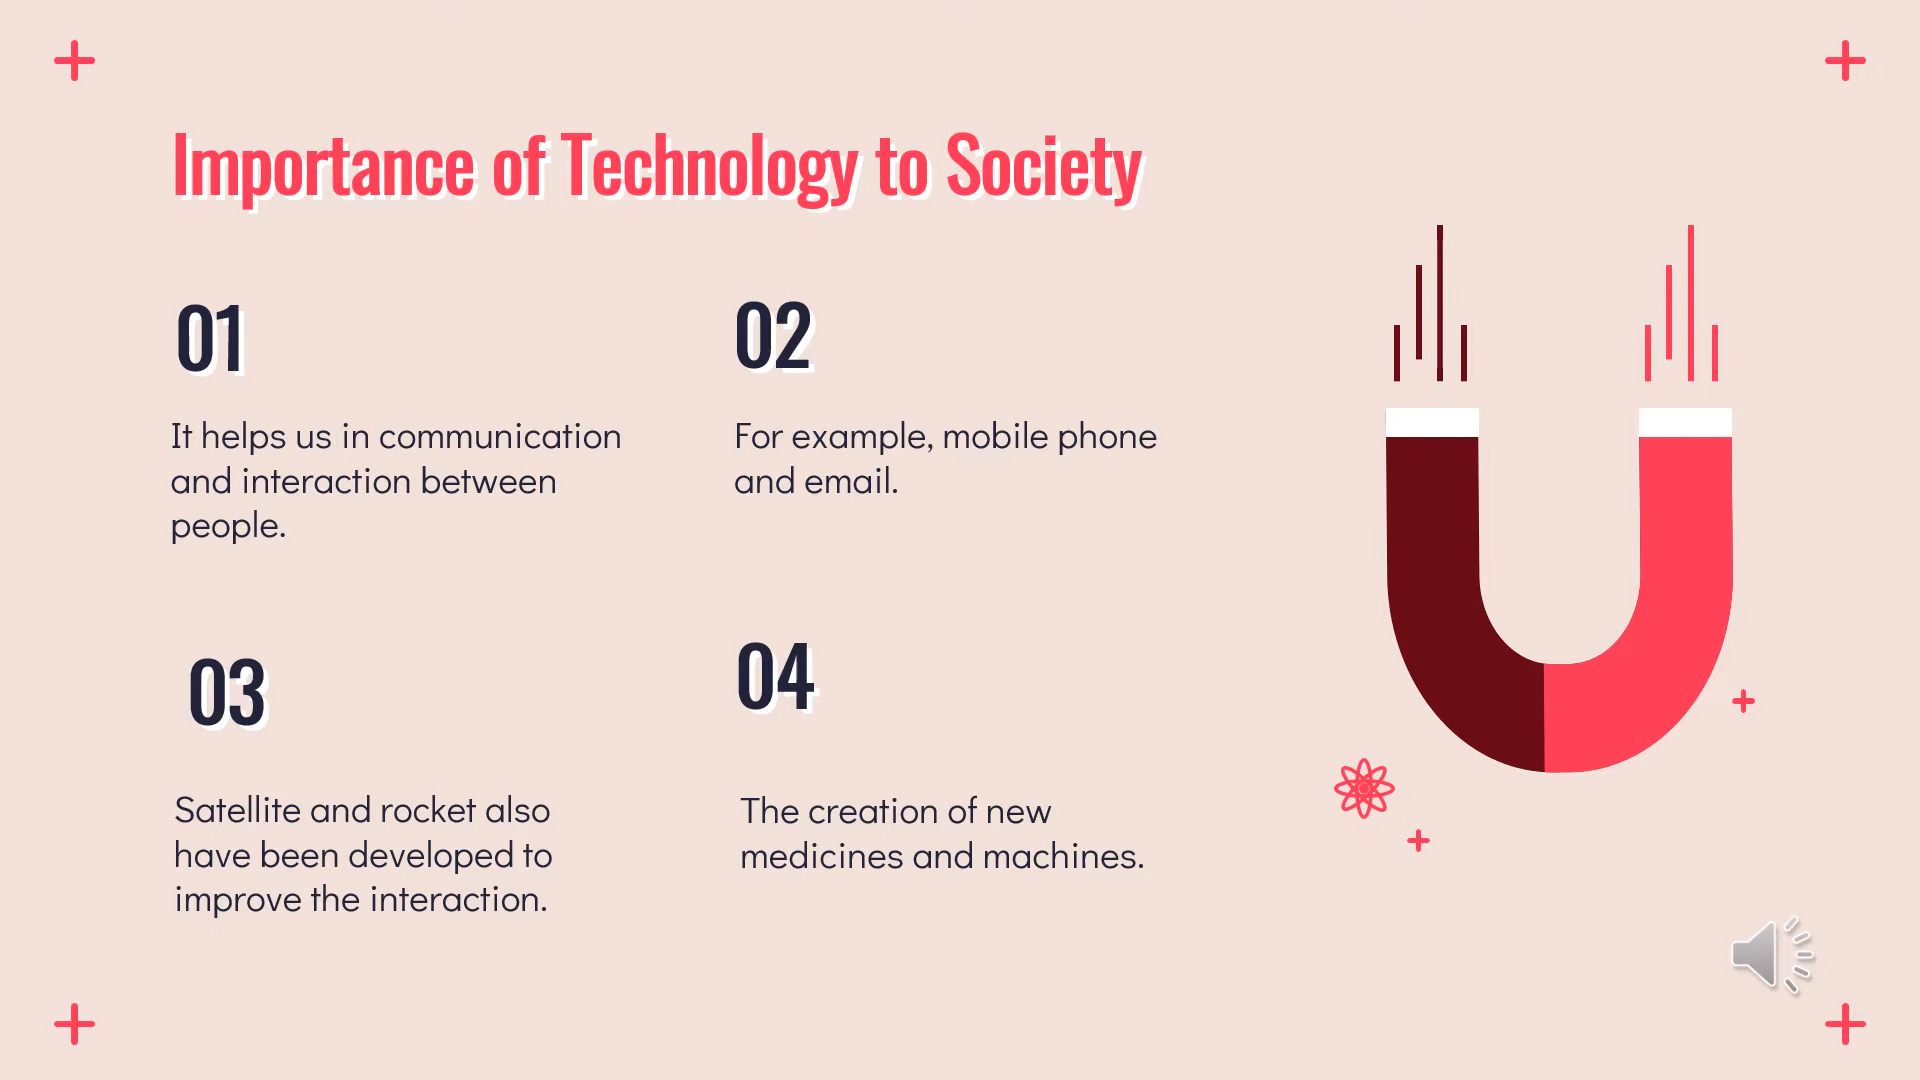 Importance of Technology to Society
01
It helps us in communication
and interaction between
people.
02
For example, mobile phone
and email.
03
Satellite and rocket also
have been developed to
improve the interaction.
04
The creation of new
medicines and machines.